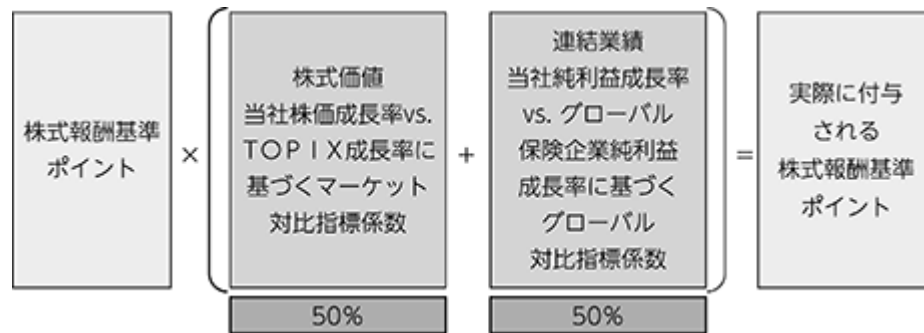 株式報酬基準
ポイント
×
株式価値
当社株価成長率vs.
TOPIX成長率に
基づくマーケット
対比指標係数
50%
+
連結業績
当社純利益成長率
vs. グローバル
保険企業純利益
成長率に基づく
グローバル
対比指標係数
50%
=
実際に付与
される
株式報酬基準
ポイント